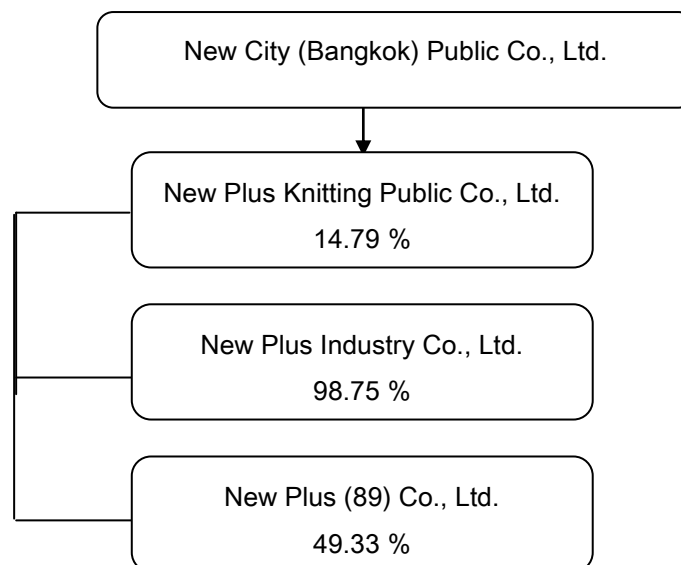 New City (Bangkok) Public Co., Ltd.
New Plus Knitting Public Co., Ltd.
14.79 %
New Plus Industry Co., Ltd.
98.75 %
New Plus (89) Co., Ltd.
49.33 %